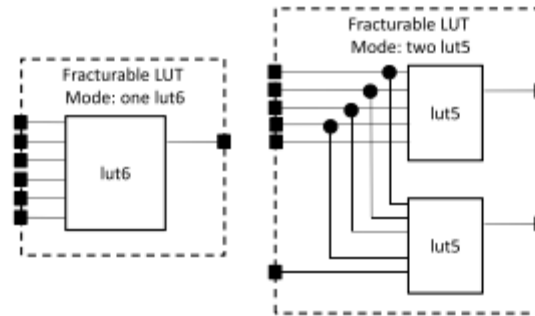 Fracturable LUT
Mode: one lut6
lut6
Fracturable LUT
Mode: two lut5
lut5
lut5